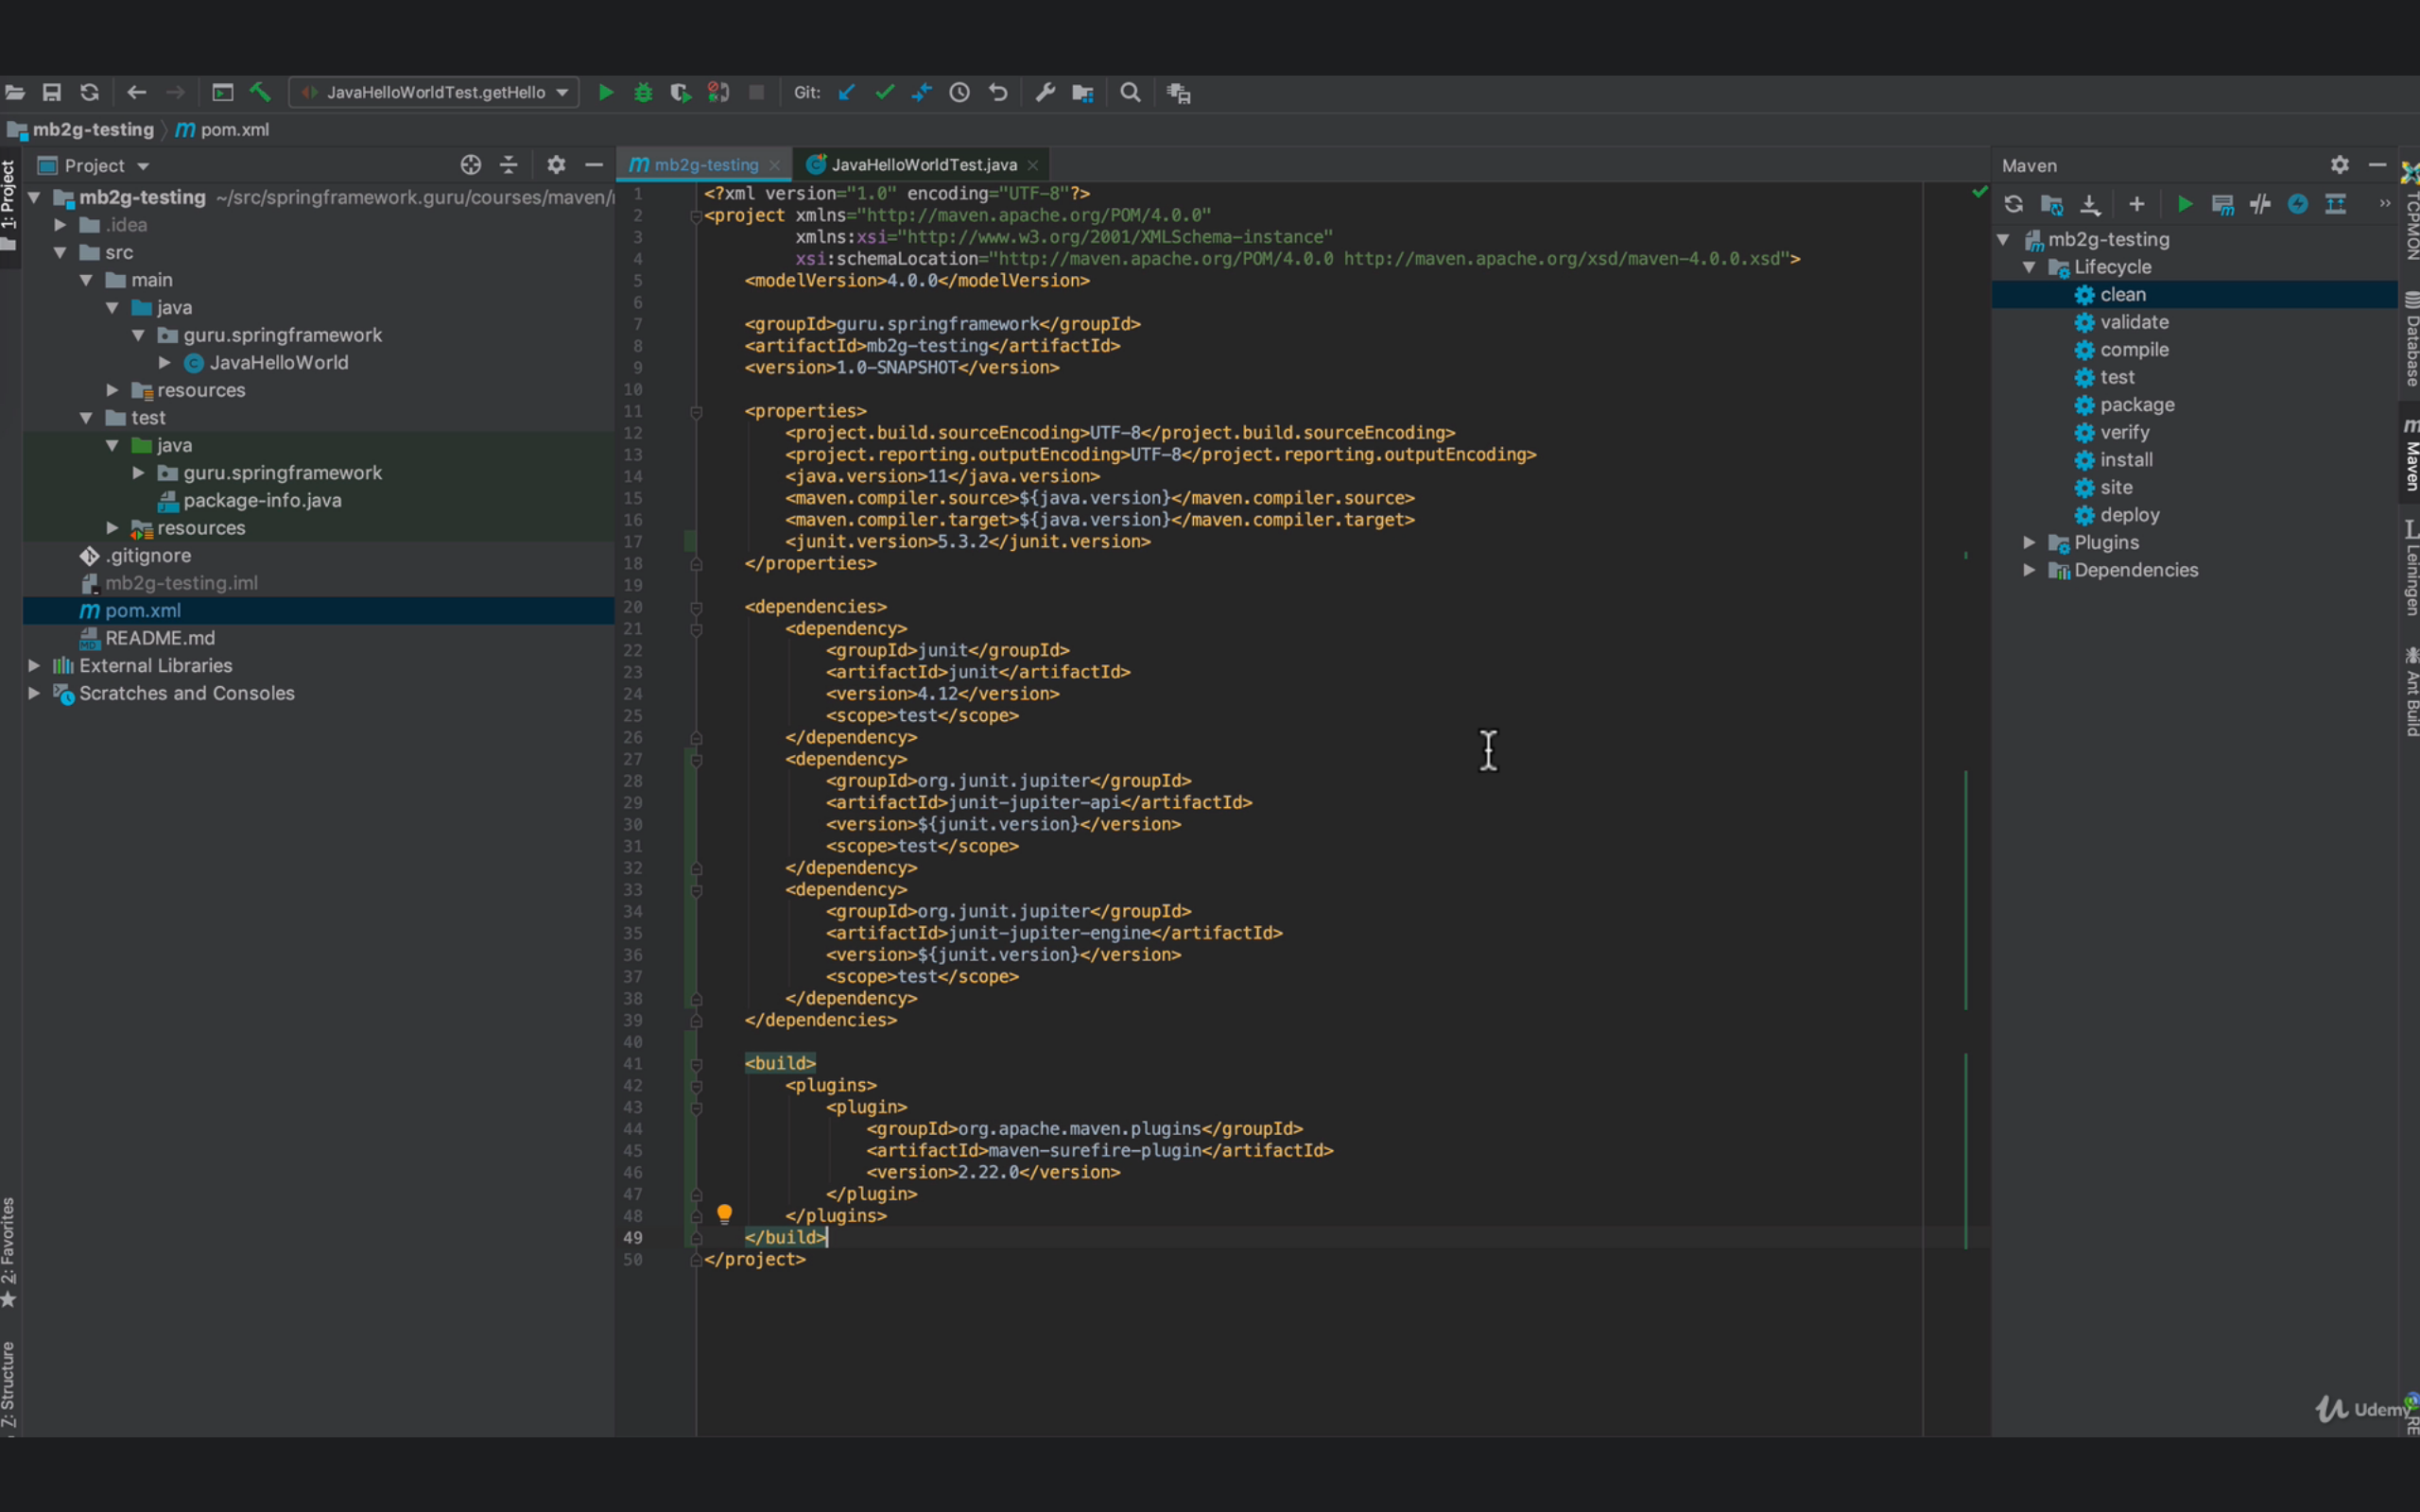 JavaHelloWorldTest.getHello
Git:
mb2g-testing
pom.xml
1: Project
2: Favorites
7: Structure
Project
mb2g-testing ~/src/springframework.guru/courses/maven/
.idea
src
main
java
guru.springframework
JavaHelloWorld
resources
test
java
guru.springframework
package-info.java
resources
.gitignore
mb2g-testing.iml
pom.xml
README.md
External Libraries
Scratches and Consoles
mb2g-testing
JavaHelloWorldTest.java
1 <?xml version="1.0" encoding="UTF-8"?>
2 <project xmlns="http://maven.apache.org/POM/4.0.0"
3 xmlns:xsi="http://www.w3.org/2001/XMLSchema-instance"
4 xsi:schemaLocation="http://maven.apache.org/POM/4.0.0 http://maven.apache.org/xsd/maven-4.0.0.xsd">
5 <modelVersion>4.0.0</modelVersion>
6
7 <groupId>guru.springframework</groupId>
8 <artifactId>mb2g-testing</artifactId>
9 <version>1.0-SNAPSHOT</version>
10
11 <properties>
12 <project.build.sourceEncoding>UTF-8</project.build.sourceEncoding>
13 <project.reporting.outputEncoding>UTF-8</project.reporting.outputEncoding>
14 <java.version>11</java.version>
15 <maven.compiler.source>${java.version}</maven.compiler.source>
16 <maven.compiler.target>${java.version}</maven.compiler.target>
17 <junit.version>5.3.2</junit.version>
18 </properties>
19
20 <dependencies>
21 <dependency>
22 <groupId>junit</groupId>
23 <artifactId>junit</artifactId>
24 <version>4.12</version>
25 <scope>test</scope>
26 </dependency>
27 <dependency>
28 <groupId>org.junit.jupiter</groupId>
29 <artifactId>junit-jupiter-api</artifactId>
30 <version>${junit.version}</version>
31 <scope>test</scope>
32 </dependency>
33 <dependency>
34 <groupId>org.junit.jupiter</groupId>
35 <artifactId>junit-jupiter-engine</artifactId>
36 <version>${junit.version}</version>
37 <scope>test</scope>
38 </dependency>
39 </dependencies>
40
41 <build>
42 <plugins>
43 <plugin>
44 <groupId>org.apache.maven.plugins</groupId>
45 <artifactId>maven-surefire-plugin</artifactId>
46 <version>2.22.0</version>
47 </plugin>
48 </plugins>
49 </build>
50 </project>
Maven
mb2g-testing
Lifecycle
clean
validate
compile
test
package
verify
install
site
deploy
Plugins
Dependencies
TCPMON
Database
Maven
Leiningen
Ant Build
Udemy